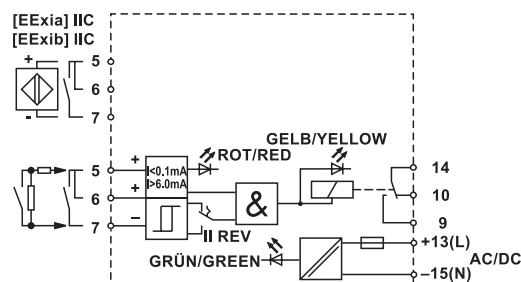 [EExia] IIC
[EExib] IIC
+
5
6
-
7
GELB/YELLOW
ROT/RED
5
+
I<0.1mA
I>6.0mA
14
6
+
&
10
7
–
9
II REV
+13(L)
GRÜN/GREEN
AC/DC
–15(N)